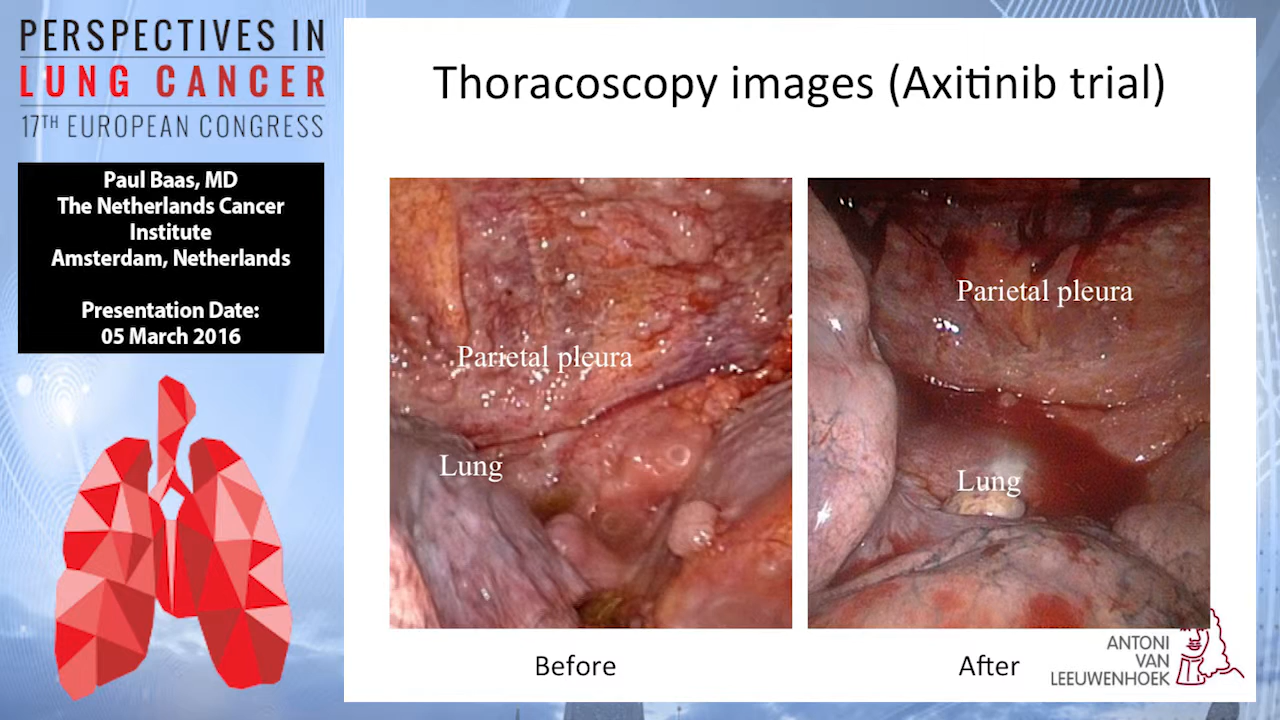 PERSPECTIVES IN
LUNG CANCER
17TH EUROPEAN CONGRESS
Paul Baas, MD
The Netherlands Cancer
Institute
Amsterdam, Netherlands
Presentation Date:
05 March 2016
Thoracoscopy images (Axitinib trial)
Parietal pleura
Lung
Parietal pleura
Lung
Before
After
ANTONI
VAN
LEEUWENHOEK